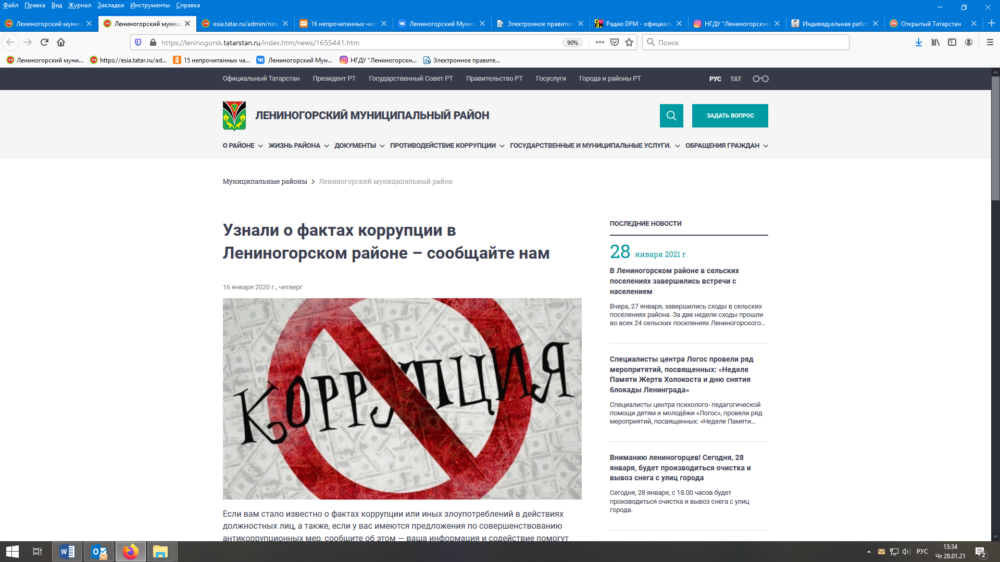 Файл Правка Вид Журнал Закладки Инструменты Справка
Лениногорский муниц
Лениногорский муниц
esia.tatar.ru/admin/new
16 непрочитанных чато
Лениногорский Муниц
Электронное правител
Радио DFM - официаль
НГДУ "Лениногорскне
Индивидуальная работ
Открытый Татарстан
https://leninogorsk.tatarstan.ru/index.htm/news/1655441.htm
90%
Поиск
Лениногорский муни...
https://esia.tatar.ru/ad...
15 непрочитанных ча...
Лениногорский Мун...
НГДУ "Лениногорскн...
Электронное правите...
Официальный Татарстан Президент РТ Государственный Совет РТ Правительство РТ Госуслуги Города и районы РТ
РУС ТАТ
ЛЕНИНОГОРСКИЙ МУНИЦИПАЛЬНЫЙ РАЙОН
ЗАДАТЬ ВОПРОС
О РАЙОНЕ ЖИЗНЬ РАЙОНА ДОКУМЕНТЫ ПРОТИВОДЕЙСТВИЕ КОРРУПЦИИ ГОСУДАРСТВЕННЫЕ И МУНИЦИПАЛЬНЫЕ УСЛУГИ. ОБРАЩЕНИЯ ГРАЖДАН
Муниципальные районы > Лениногорский муниципальный район
Узнали о фактах коррупции в
Лениногорском районе – сообщайте нам
16 января 2020 г., четверг
КОРРУПЦИЯ
Если вам стало известно о фактах коррупции или иных злоупотреблений в действиях
должностных лиц, а также, если у вас имеются предложения по совершенствованию
антикоррупционных мер, сообщите об этом — ваша информация и содействие помогут
ПОСЛЕДНИЕ НОВОСТИ
28 января 2021 г.
В Лениногорском районе в сельских
поселениях завершились встречи с
населением
Вчера, 27 января, завершились сходы в сельских
поселениях района. За две недели сходы прошли
во всех 24 сельских поселениях Лениногорского...
Специалисты центра Логос провели ряд
меропритятий, посвященных: «Неделе
Памяти Жертв Холокоста и дню снятия
блокады Ленинграда»
Специалисты центра психолого- педагогической
помощи детям и молодёжи «Логос», провели ряд
мероприятий, посвященных: «Неделе Памяти...
Вниманию лениногорцев! Сегодня, 28
января, будет производиться очистка и
вывоз снега с улиц города
Сегодня, 28 января, с 18.00 часов будет
производиться очистка и вывоз снега с улиц
города.
РУС
13:34
Чт 28.01.21
2